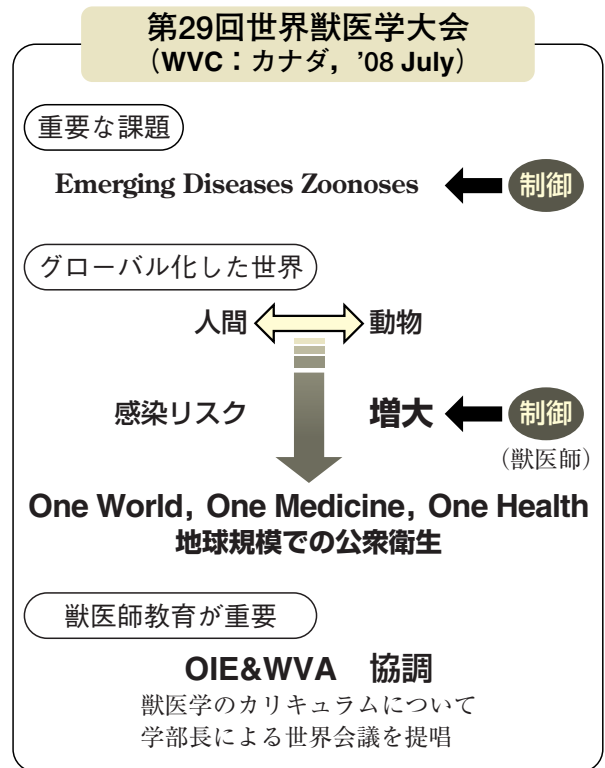 第29回世界獣医学大会
(WVC：カナダ，’08 July)
重要な課題
Emerging Diseases Zoonoses
制御
グローバル化した世界
人間 動物
感染リスク 増大 制御
(獣医師)
One World, One Medicine, One Health
地球規模での公衆衛生
獣医師教育が重要
OIE&WVA 協調
獣医学のカリキュラムについて
学部長による世界会議を提唱